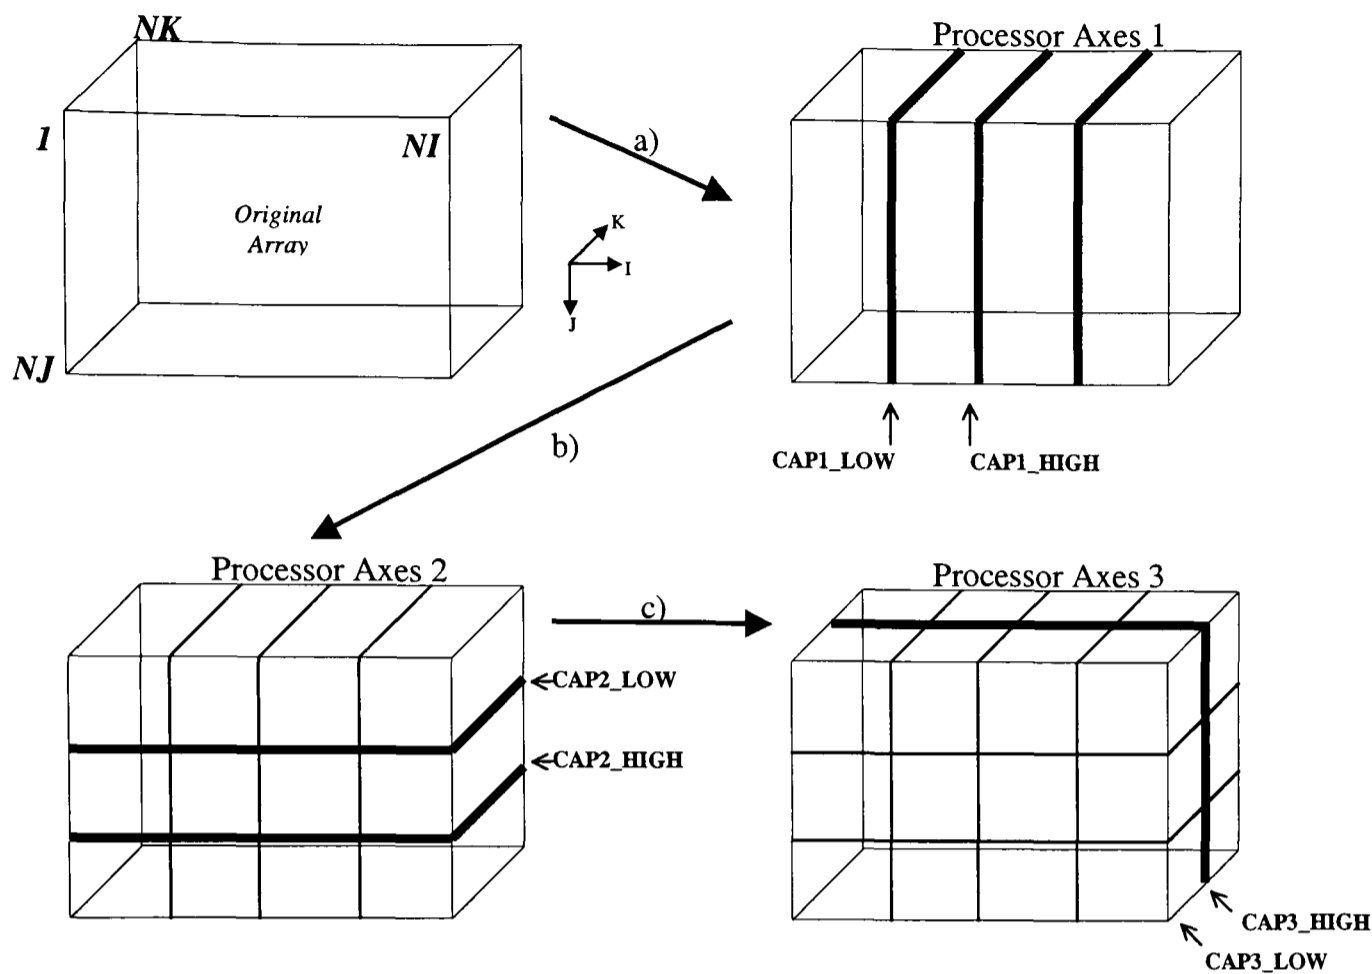 NK
1
NI
Original
Array
NJ
a)
K
I
J
Processor Axes 1
CAP1_LOW
CAP1_HIGH
b)
Processor Axes 2
CAP2_LOW
CAP2_HIGH
c)
Processor Axes 3
CAP3_HIGH
CAP3_LOW